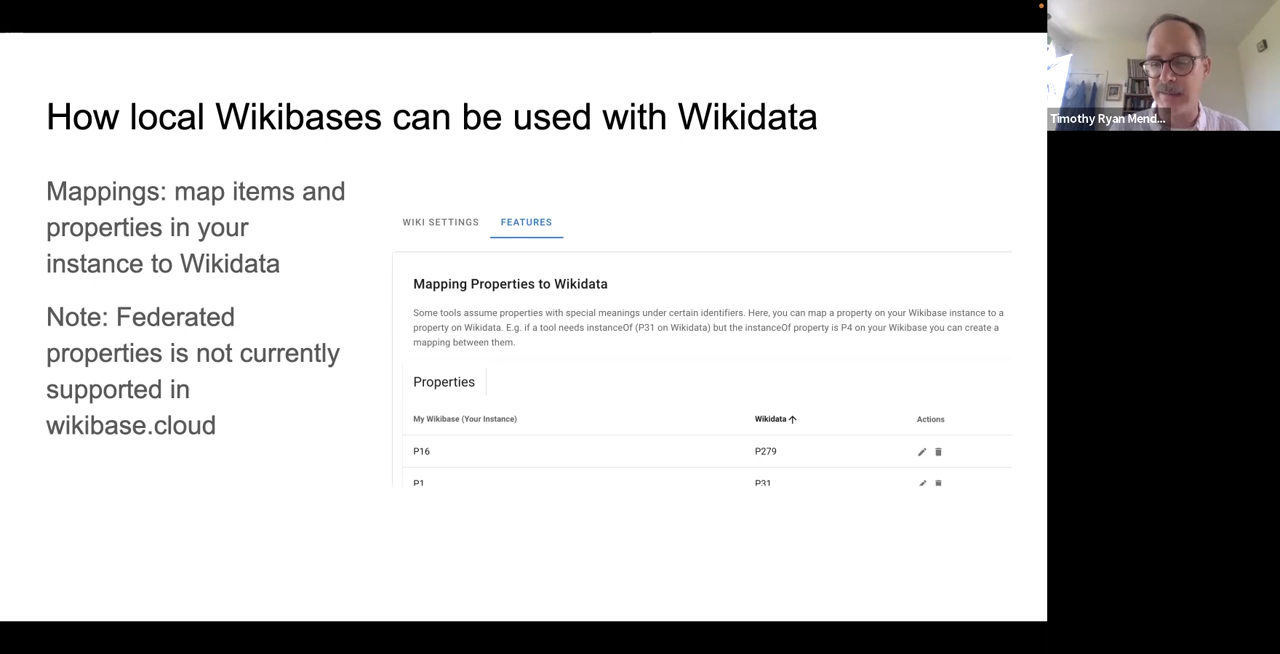 How local Wikibases can be used with Wikidata
Mappings: map items and
properties in your
instance to Wikidata
Note: Federated
properties is not currently
supported in
wikibase.cloud
WIKI SETTINGS FEATURES
Mapping Properties to Wikidata
Some tools assume properties with special meanings under certain identifiers. Here, you can map a property on your Wikibase instance to a
property on Wikidata. E.g. if a tool needs instanceOf (P31 on Wikidata) but the instanceOf property is P4 on your Wikibase you can create a
mapping between them.
Properties
My Wikibase (Your Instance) Wikidata Actions
P16 P279
P1 P31
Timothy Ryan Mend...